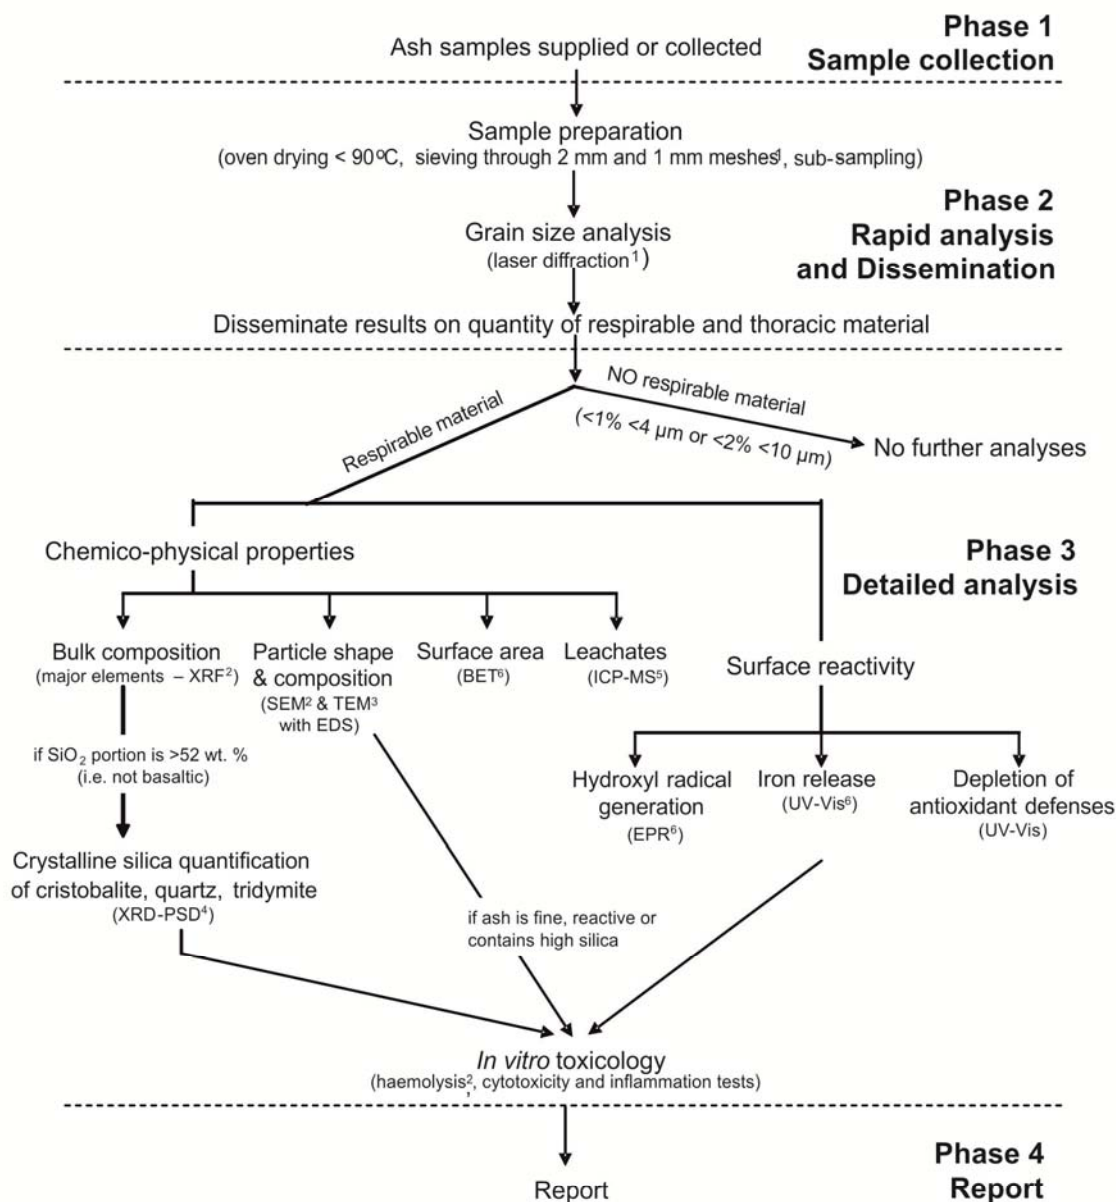 Phase 1
Sample collection
Ash samples supplied or collected
Sample preparation
(oven drying < 90ºC, sieving through 2 mm and 1 mm meshes¹, sub-sampling)
Phase 2
Rapid analysis
and Dissemination
Grain size analysis
(laser diffraction¹)
Disseminate results on quantity of respirable and thoracic material
Respirable material
NO respirable material
(<1% <4 µm or <2% <10 µm)
No further analyses
Phase 3
Detailed analysis
Chemico-physical properties
Bulk composition
(major elements – XRF²)
Particle shape
& composition
(SEM² & TEM³
with EDS)
Surface area
(BET⁶)
Leachates
(ICP-MS⁵)
Surface reactivity
if SiO₂ portion is >52 wt. %
(i.e. not basaltic)
Hydroxyl radical
generation
(EPR⁶)
Iron release
(UV-Vis⁶)
Depletion of
antioxidant defenses
(UV-Vis)
Crystalline silica quantification
of cristobalite, quartz, tridymite
(XRD-PSD⁴)
if ash is fine, reactive or
contains high silica
In vitro toxicology
(haemolysis², cytotoxicity and inflammation tests)
Phase 4
Report
Report